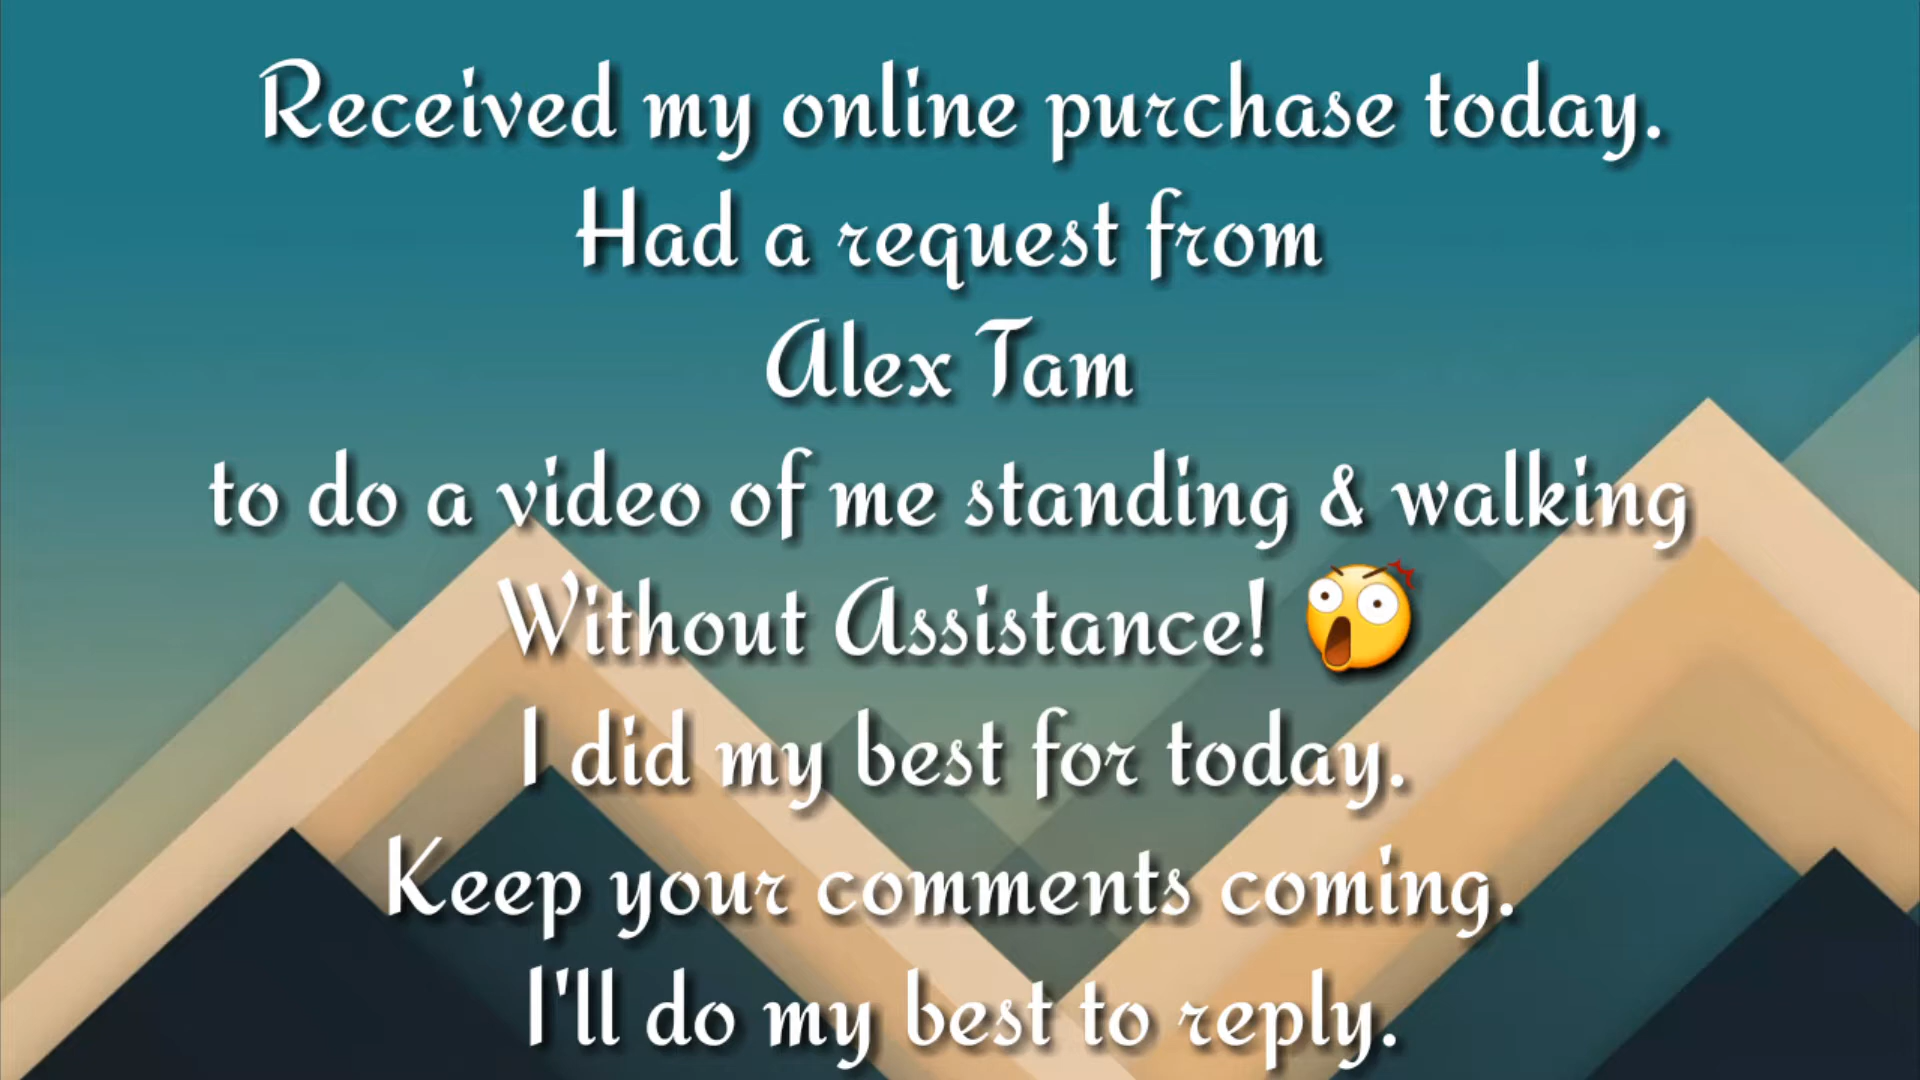 Received my online purchase today.
Had a request from
Alex Tam
to do a video of me standing & walking
Without Assistance! 😲
I did my best for today.
Keep your comments coming.
I'll do my best to reply.